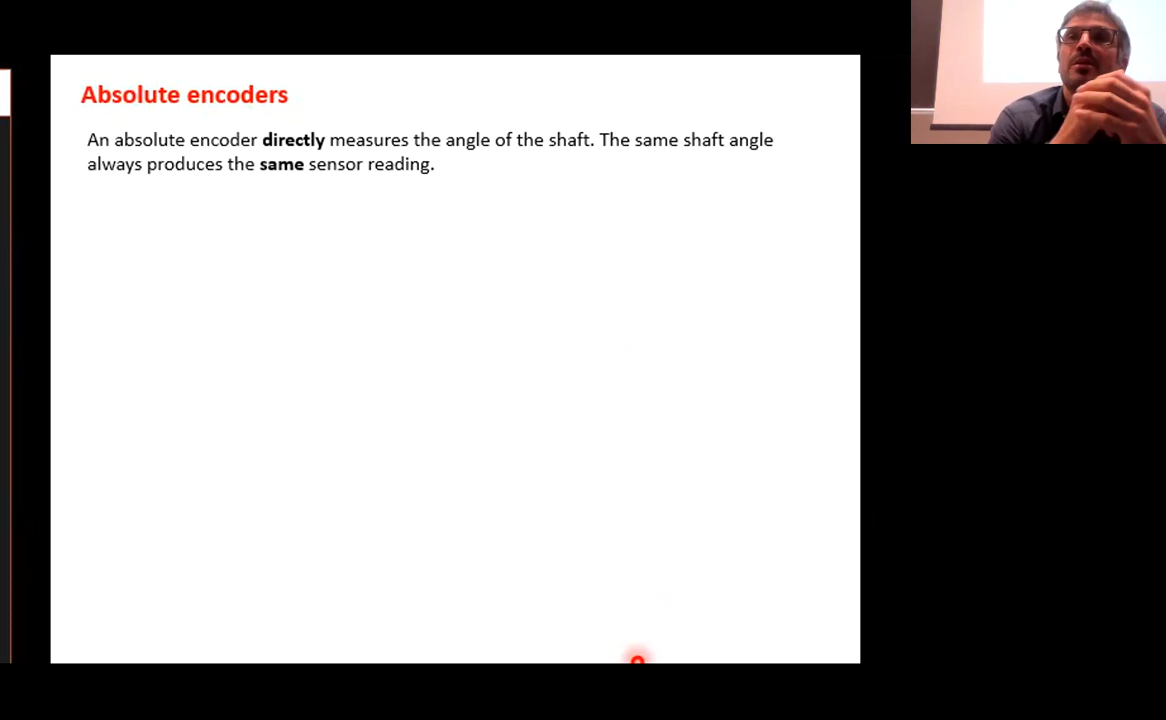 Absolute encoders
An absolute encoder directly measures the angle of the shaft. The same shaft angle
always produces the same sensor reading.